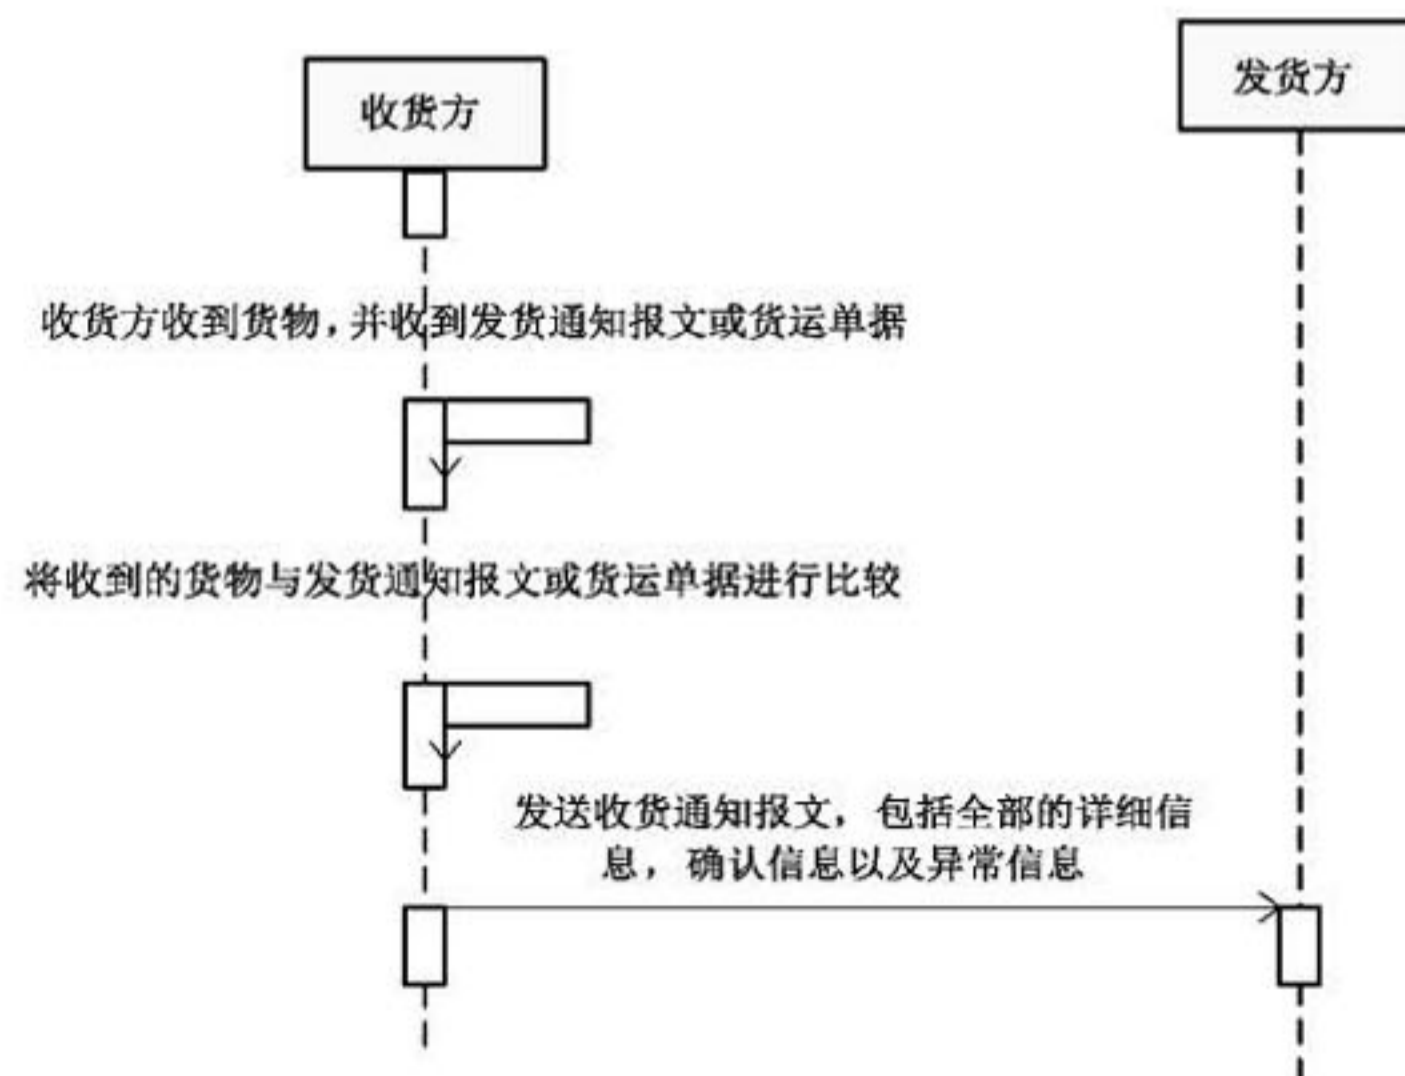 收货方
发货方
收货方收到货物，并收到发货通知报文或货运单据
将收到的货物与发货通知报文或货运单据进行比较
发送收货通知报文，包括全部的详细信
息，确认信息以及异常信息